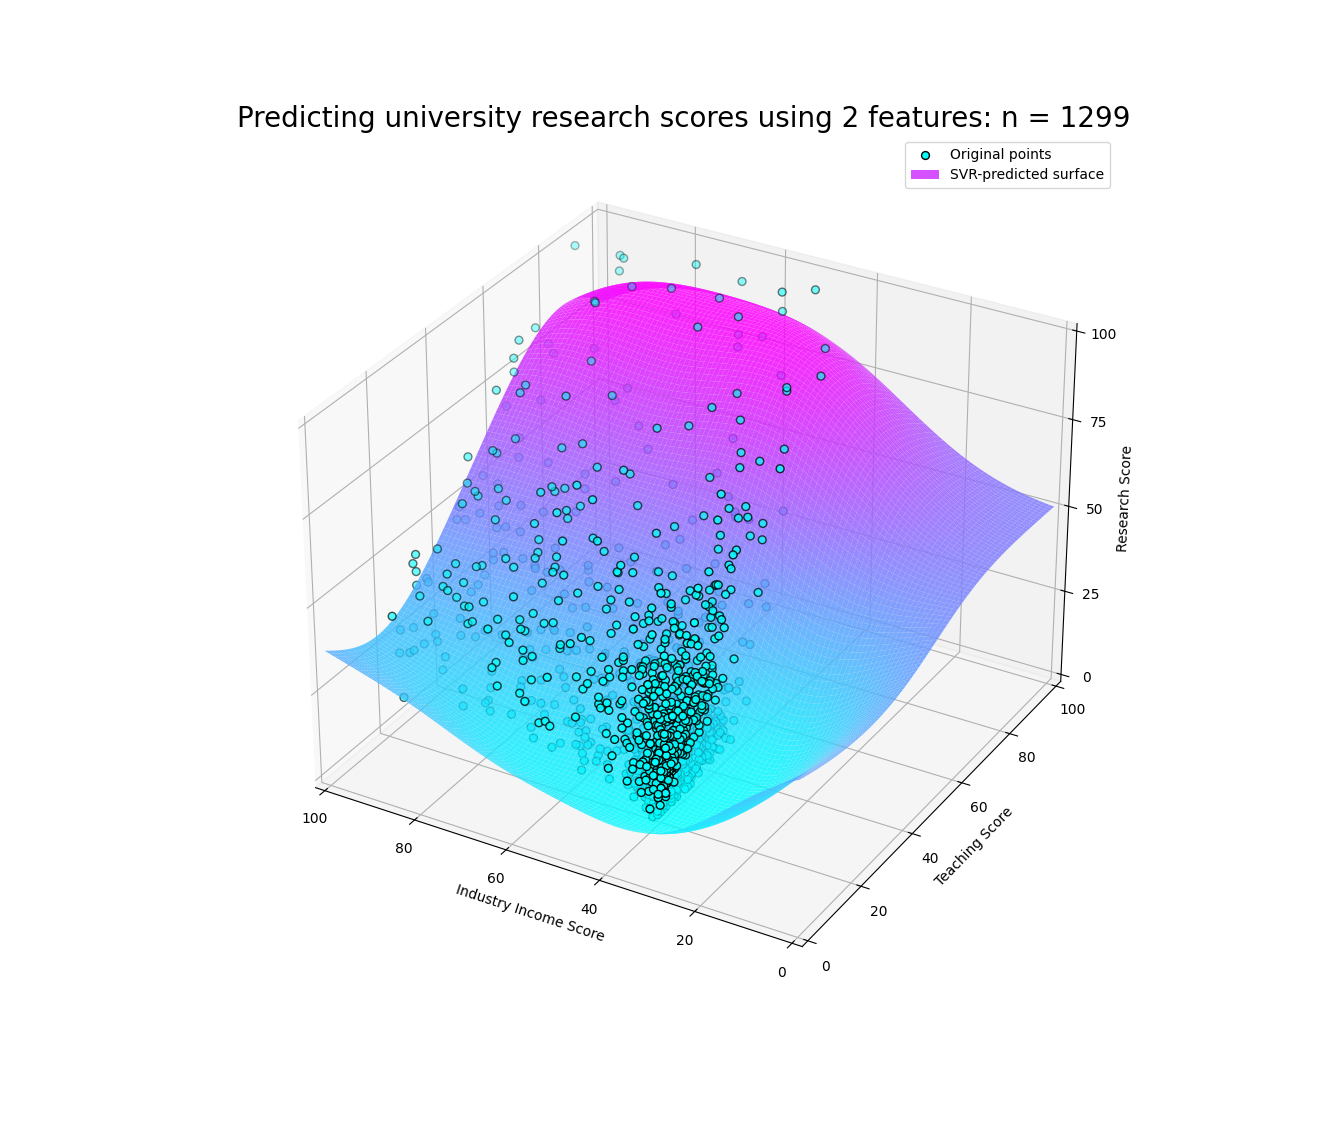 Predicting university research scores using 2 features: n = 1299
Original points
SVR-predicted surface
100
75
50
25
0
Research Score
100
80
60
40
20
0
Teaching Score
100
80
60
40
20
0
Industry Income Score